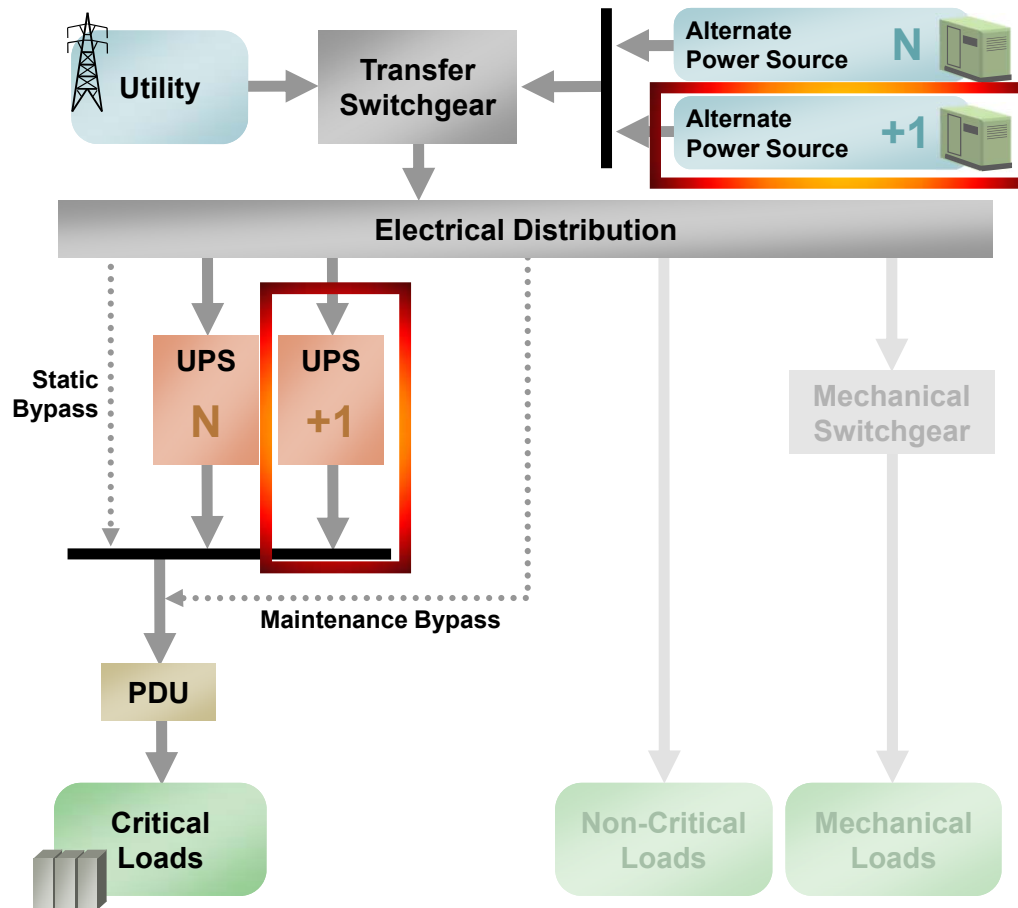 Utility
Transfer
Switchgear
Alternate
Power Source
N
Alternate
Power Source
+1
Electrical Distribution
Static
Bypass
UPS
N
UPS
+1
Mechanical
Switchgear
Maintenance Bypass
PDU
Critical
Loads
Non-Critical
Loads
Mechanical
Loads